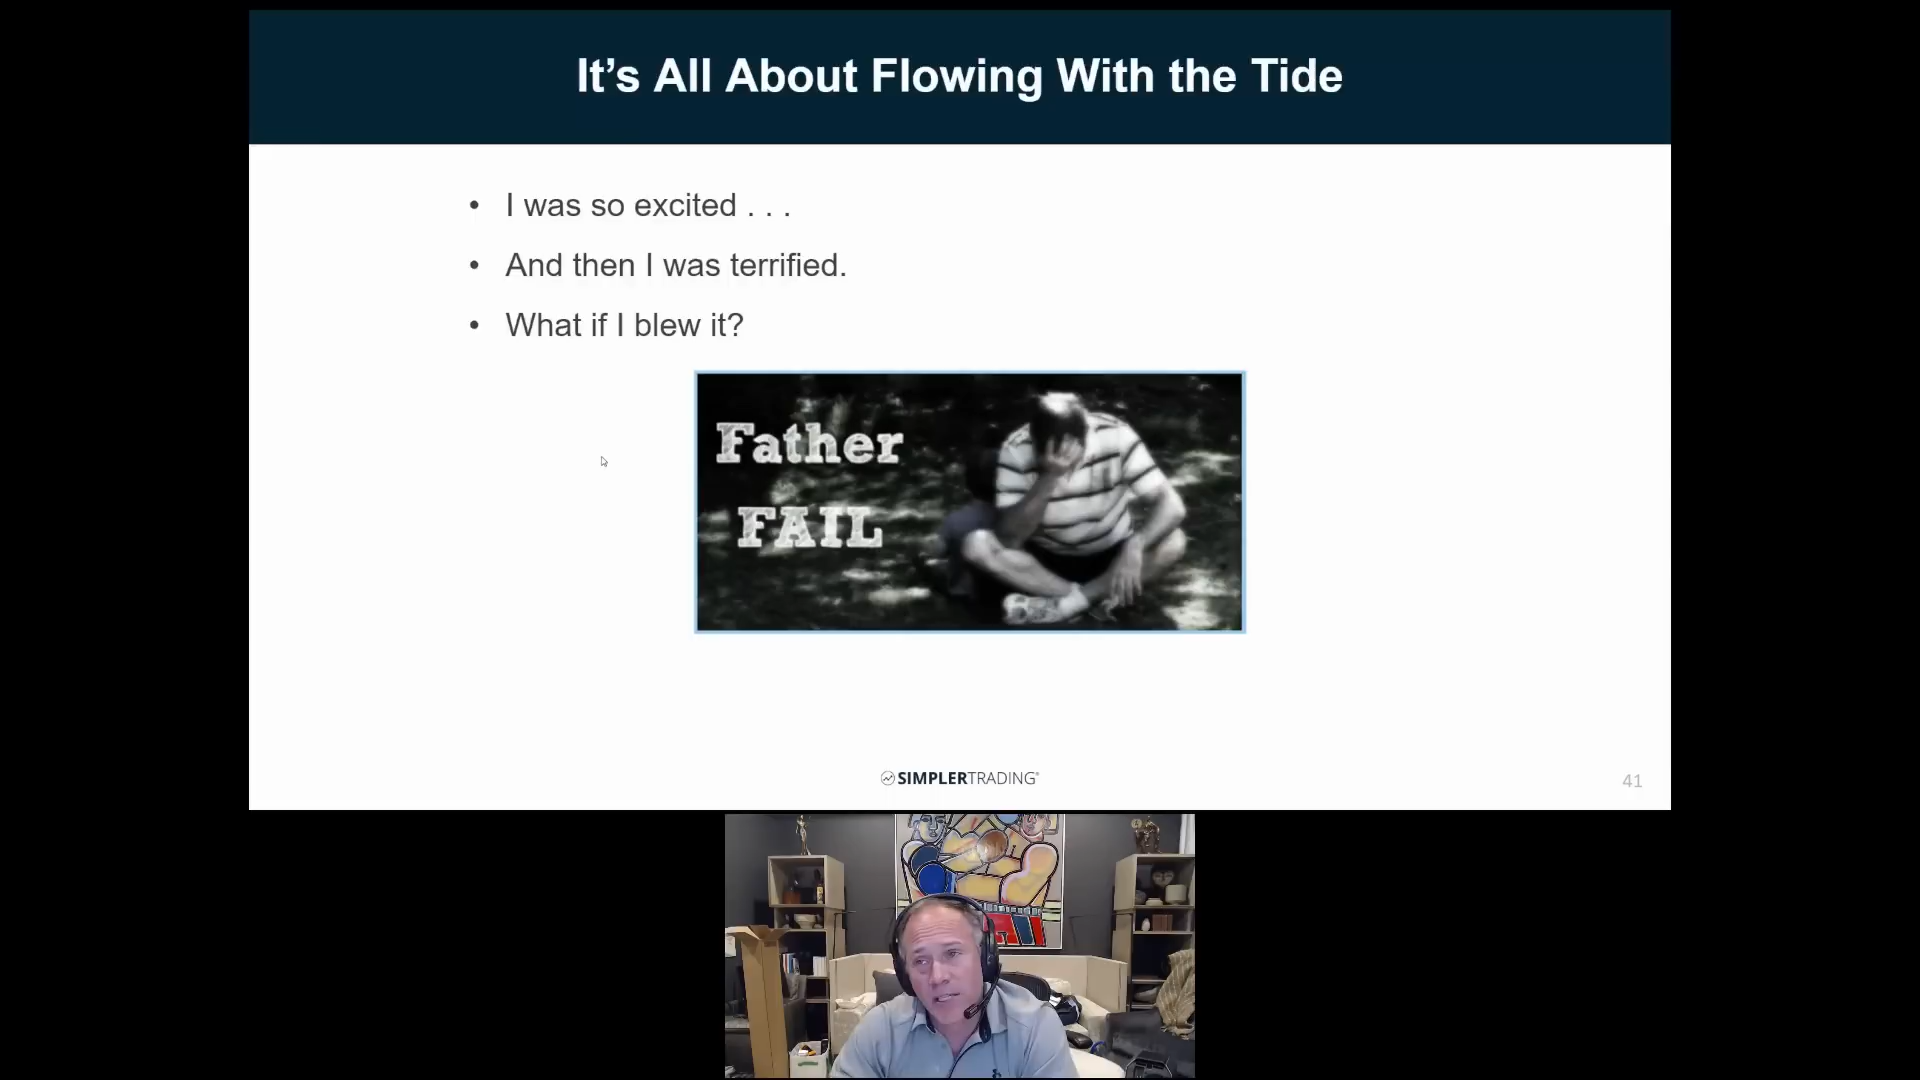 It’s All About Flowing With the Tide
• I was so excited . . .
• And then I was terrified.
• What if I blew it?
Father
FAIL
SIMPLERTRADING®
41